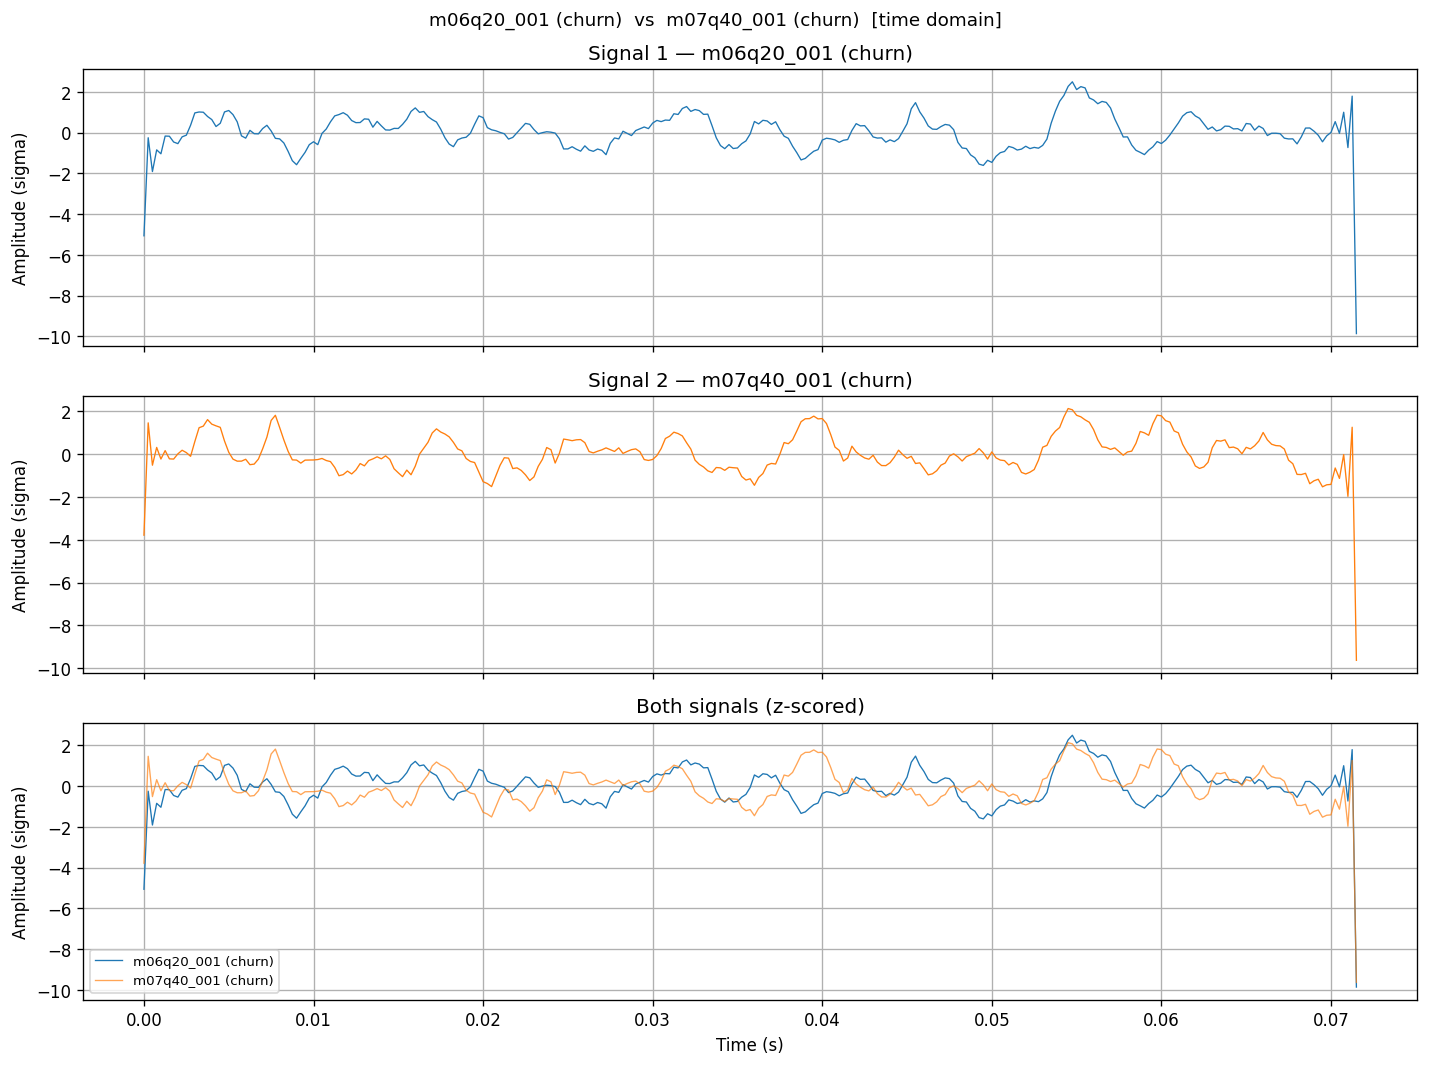 m06q20_001 (churn)  vs  m07q40_001 (churn)  [time domain]
Signal 1 — m06q20_001 (churn)
Amplitude (sigma)
2
0
−2
−4
−6
−8
−10
Signal 2 — m07q40_001 (churn)
Amplitude (sigma)
2
0
−2
−4
−6
−8
−10
Both signals (z-scored)
Amplitude (sigma)
2
0
−2
−4
−6
−8
−10
m06q20_001 (churn)
m07q40_001 (churn)
0.00 0.01 0.02 0.03 0.04 0.05 0.06 0.07
Time (s)